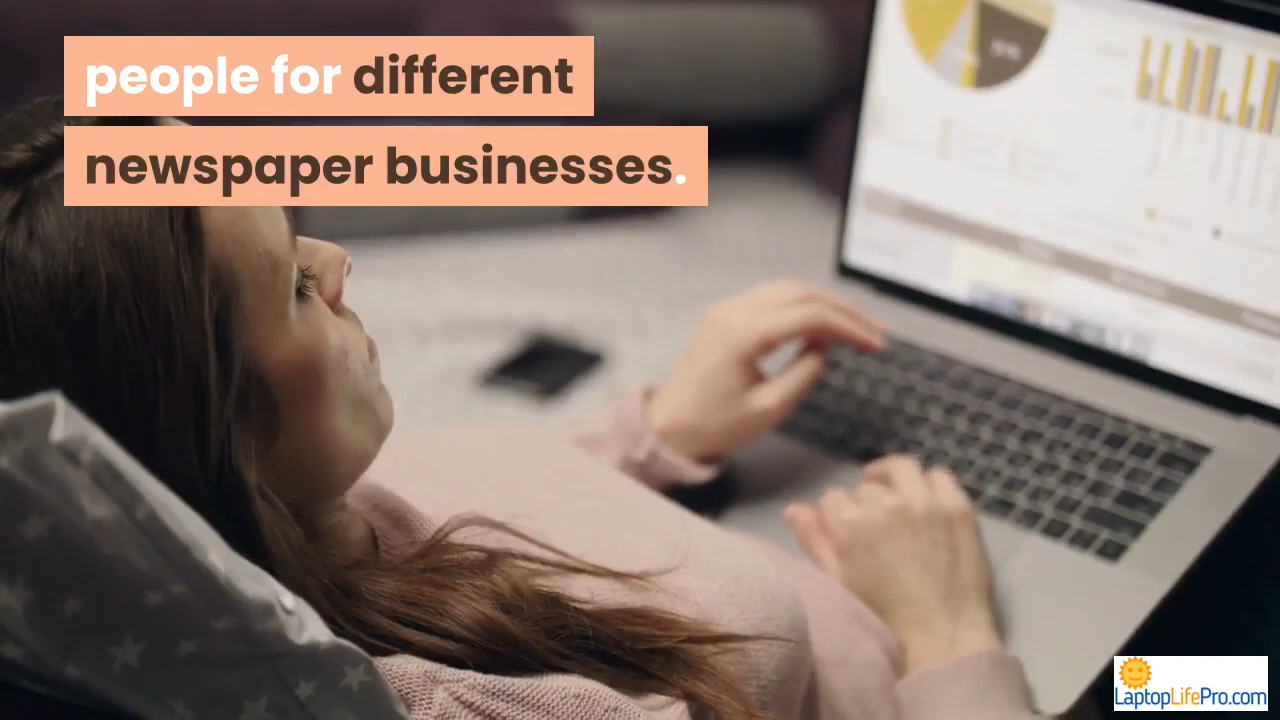 people for different
newspaper businesses.
LaptopLifePro.com